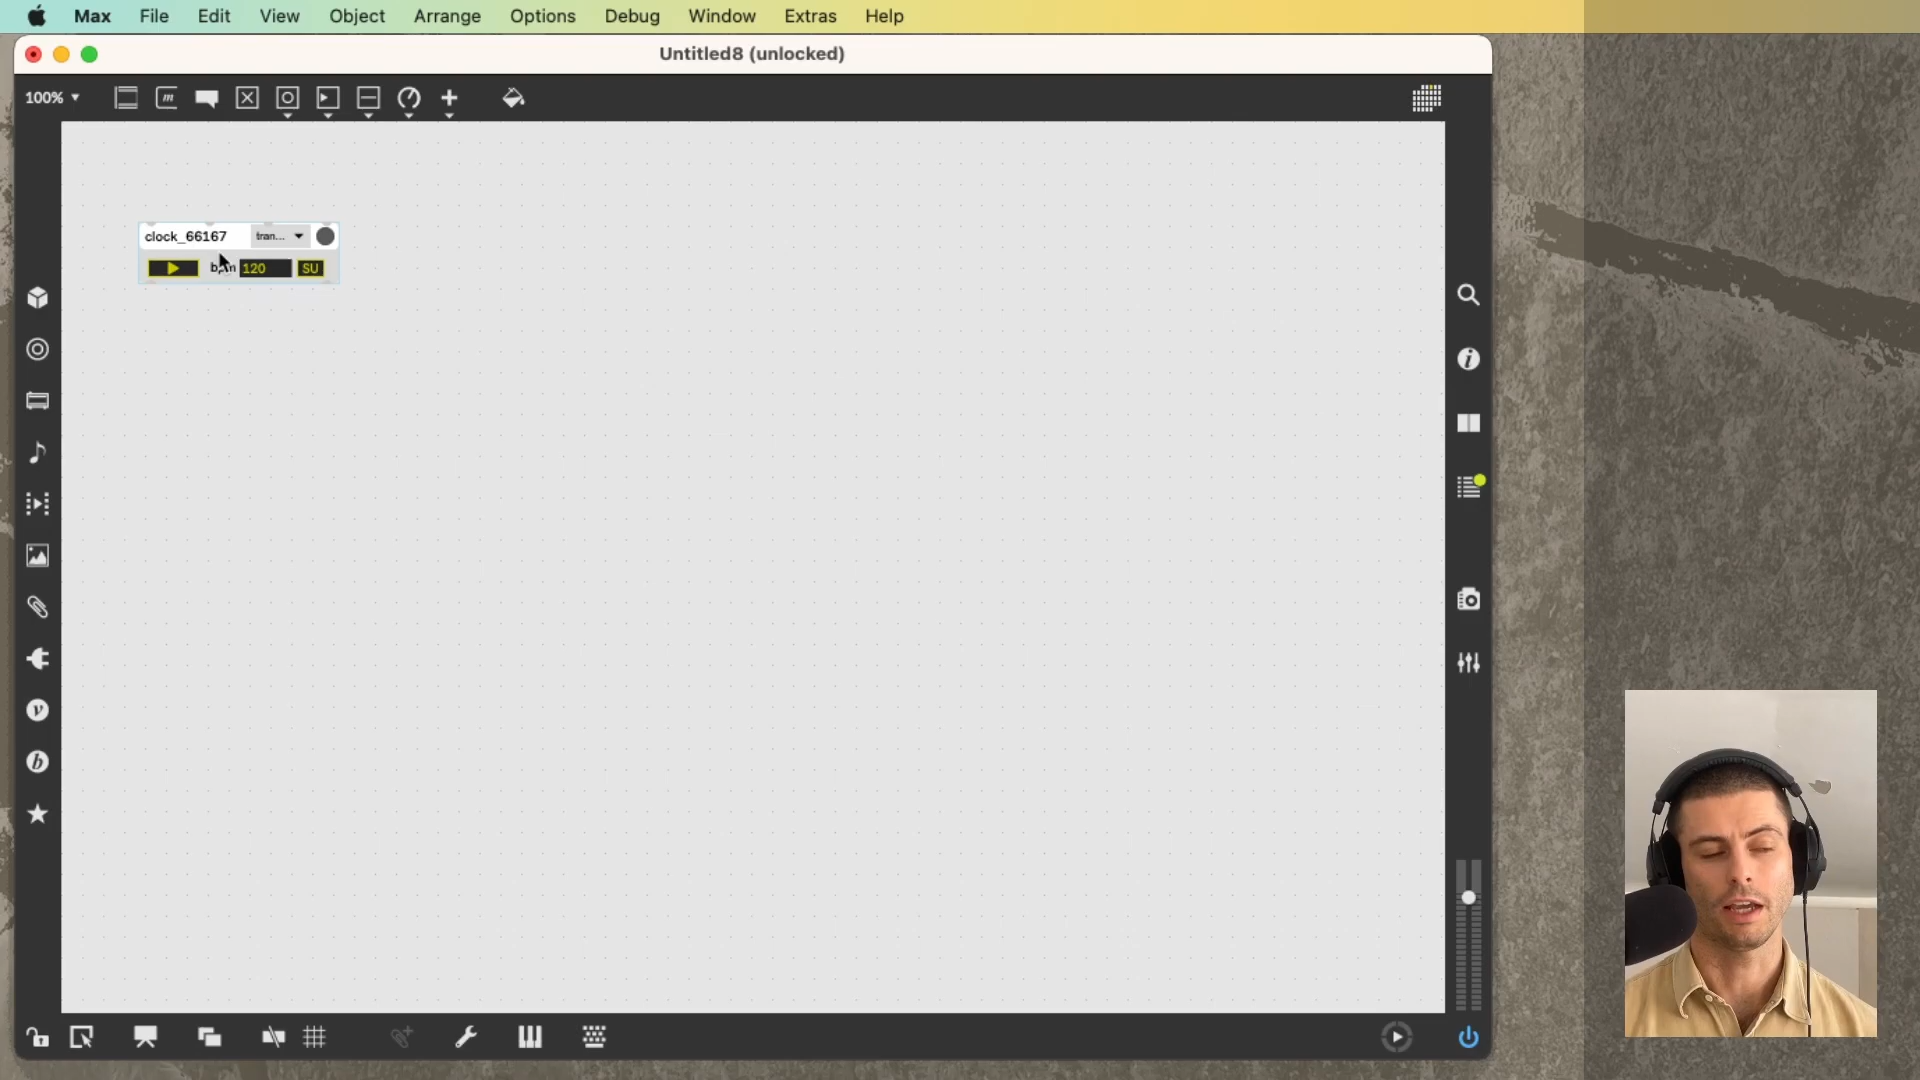 Max File Edit View Object Arrange Options Debug Window Extras Help
Untitled8 (unlocked)
100%
clock_66167 tran...
120 SU